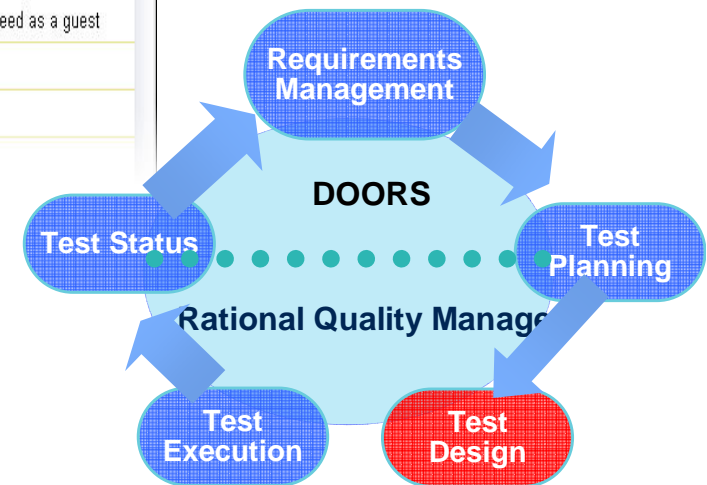 eed as a guest
Requirements
Management
DOORS
Test Status
Test
Planning
Rational Quality Manage
Test
Execution
Test
Design